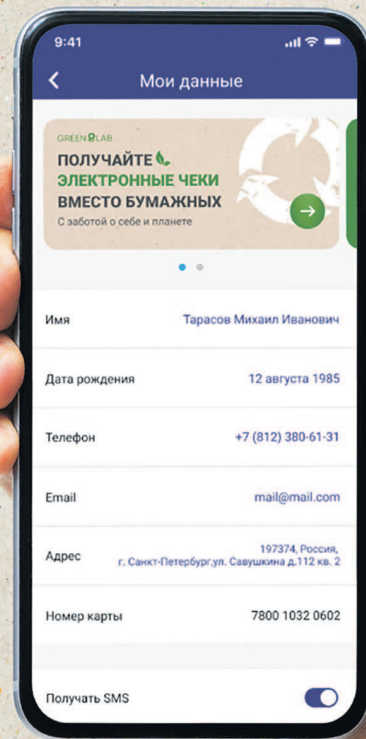 9:41
Мои данные
GREEN LAB
ПОЛУЧАЙТЕ
ЭЛЕКТРОННЫЕ ЧЕКИ
ВМЕСТО БУМАЖНЫХ
С заботой о себе и планете
Имя Тарасов Михаил Иванович
Дата рождения 12 августа 1985
Телефон +7 (812) 380-61-31
Email mail@mail.com
197374, Россия,
Адрес г. Санкт-Петербург,ул. Савушкина д.112 кв. 2
Номер карты 7800 1032 0602
Получать SMS